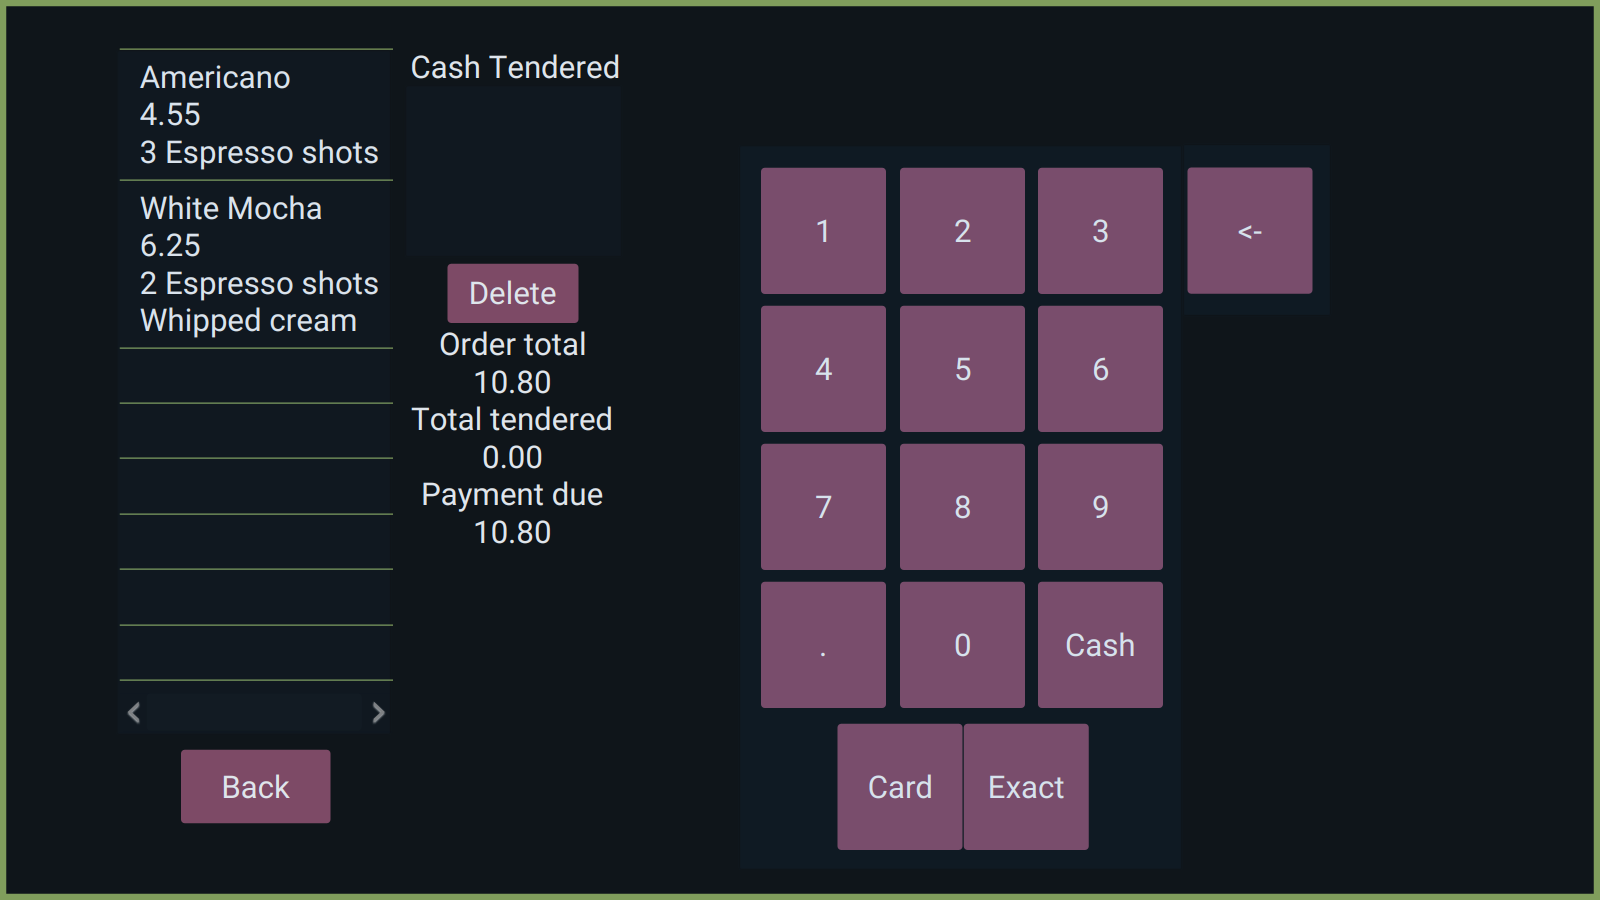 Americano
4.55
3 Espresso shots
White Mocha
6.25
2 Espresso shots
Whipped cream
Back
Cash Tendered
Delete
Order total
10.80
Total tendered
0.00
Payment due
10.80
1 2 3 <-
4 5 6
7 8 9
. 0 Cash
Card Exact